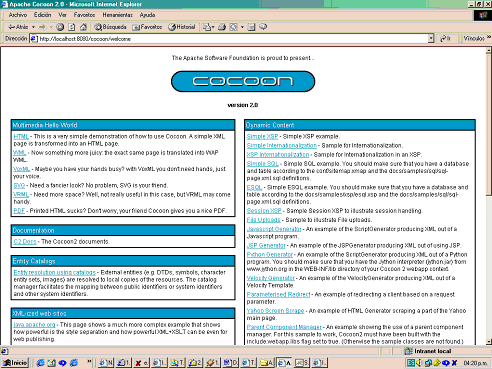 Apache Cocoon 2.0 - Microsoft Internet Explorer
Archivo Edición Ver Favoritos Herramientas Ayuda
Atrás Búsqueda Favoritos Historial
Dirección http://localhost:8080/cocoon/welcome Ir Vínculos
The Apache Software Foundation is proud to present...
COCOON
version 2.0
Multimedia Hello World
HTML - This is a very simple demonstration of how to use Cocoon. A simple XML
page is transformed into an HTML page.
WML - Now something more juicy: the exact same page is translated into WAP
WML.
VoxML - Maybe you have your hands busy? with VoxML you don't need hands, just
your voice.
SVG - Need a fancier look? No problem, SVG is your friend.
VRML - Need more space? Well, not really useful in this case, but VRML may come
handy.
PDF - Printed HTML sucks? Don't worry, your friend Cocoon gives you a nice PDF.
Documentation
C2 Docs - The Cocoon2 documents.
Entity Catalogs
Entity resolution using catalogs - External entities (e.g. DTDs, symbols, character
entity sets, images) are resolved to local copies of the resources. The catalog
manager facilitates the mapping between public identifiers or system identifiers
and other system identifiers.
XML-ized web sites
java.apache.org - This page shows a much more complex example that shows
how powerful is the style separation and how powerful XML+XSLT can be even for
web publishing.
Dynamic Content
Simple XSP - Simple XSP example.
Simple Internationalization - Sample for Internationalization.
XSP Internationalization - Sample for Internationalization in an XSP.
Simple SQL - Simple SQL example. You should make sure that you have a database
and table according to the conf/sitemap.xmap and the docs/samples/sql/sql-
page.xml:sql definitions.
ESQL - Simple ESQL example. You should make sure that you have a database and
table according to the docs/samples/xsp/esql.xsp and the docs/samples/sql/sql-
page.xml:sql definitions.
Session XSP - Sample Session XSP to illustrate session handling.
File Uploads - Sample to illustrate File uploads.
Javascript Generator - An example of the ScriptGenerator producing XML out of a
Javascript program.
JSP Generator - An example of the JSPGenerator producing XML out of using JSP.
Python Generator - An example of the ScriptGenerator producing XML out of a Python
program. You should make sure that you have the Jython interpreter (jython.jar) from
www.jython.org in the WEB-INF/lib directory of your Cocoon 2 webapp context.
Velocity Generator - An example of the VelocityGenerator producing XML out of a
Velocity Template.
Parameterised Redirect - An example of redirecting a client based on a request
parameter.
Yahoo Screen Scrape - An example of HTML Generator scraping a part of the Yahoo
main page.
Parent Component Manager - An example showing the use of a parent component
manager. For this sample to work, Cocoon2 must have been built with the
include.webapp.libs flag set to true. (Otherwise the sample classes are not found.)
Intranet local
Inicio 04:20 p.m.